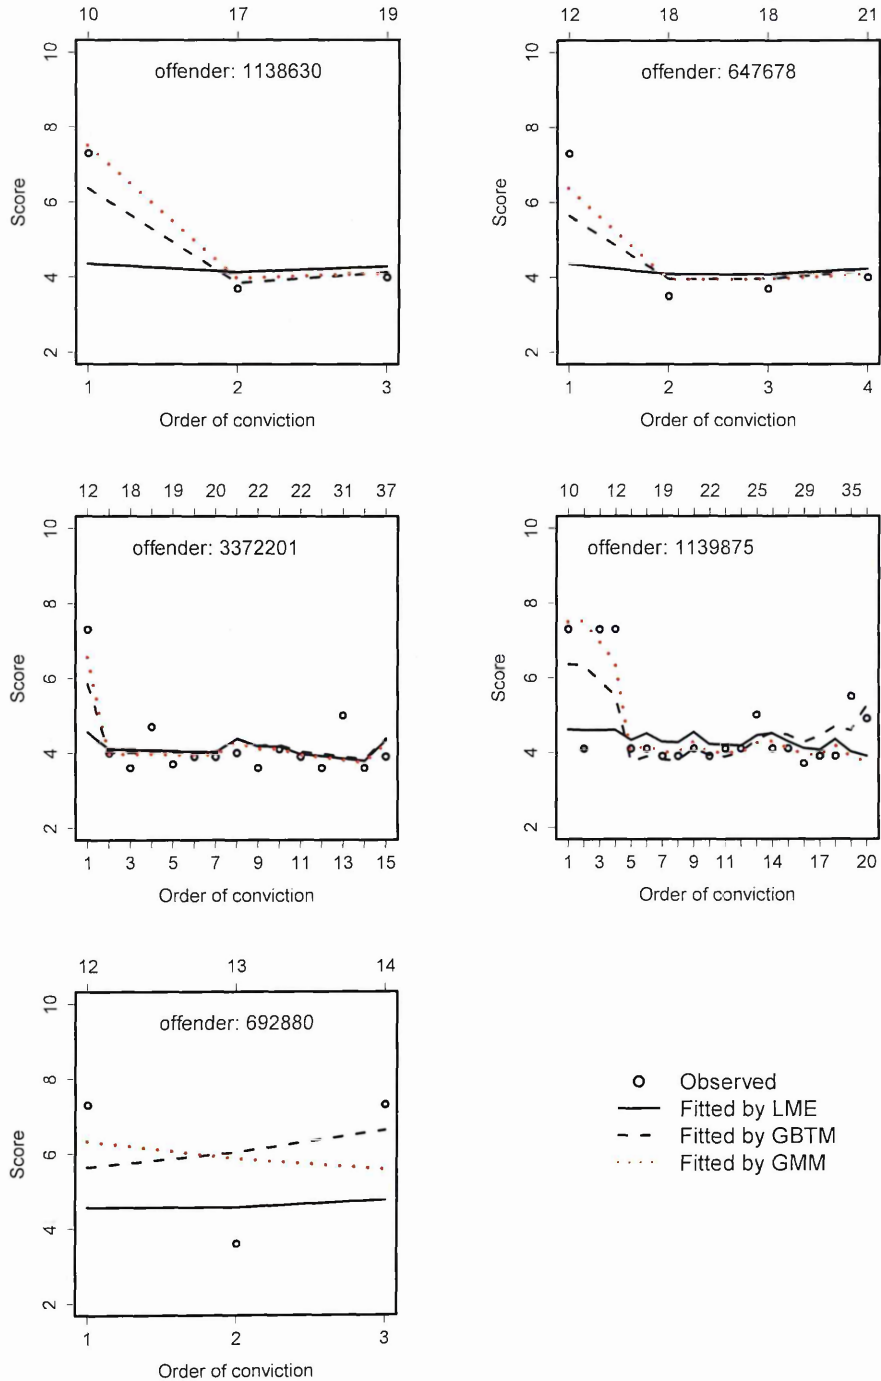 10 17 19
offender: 1138630
10
8
6
4
2
Score
1 2 3
Order of conviction
12 18 18 21
offender: 647678
10
8
6
4
2
Score
1 2 3 4
Order of conviction
12 18 19 20 22 22 31 37
offender: 3372201
10
8
6
4
2
Score
1 3 5 7 9 11 13 15
Order of conviction
10 12 19 22 25 29 35
offender: 1139875
10
8
6
4
2
Score
1 3 5 7 9 11 14 17 20
Order of conviction
12 13 14
offender: 692880
10
8
6
4
2
Score
1 2 3
Order of conviction
Observed
Fitted by LME
Fitted by GBTM
Fitted by GMM